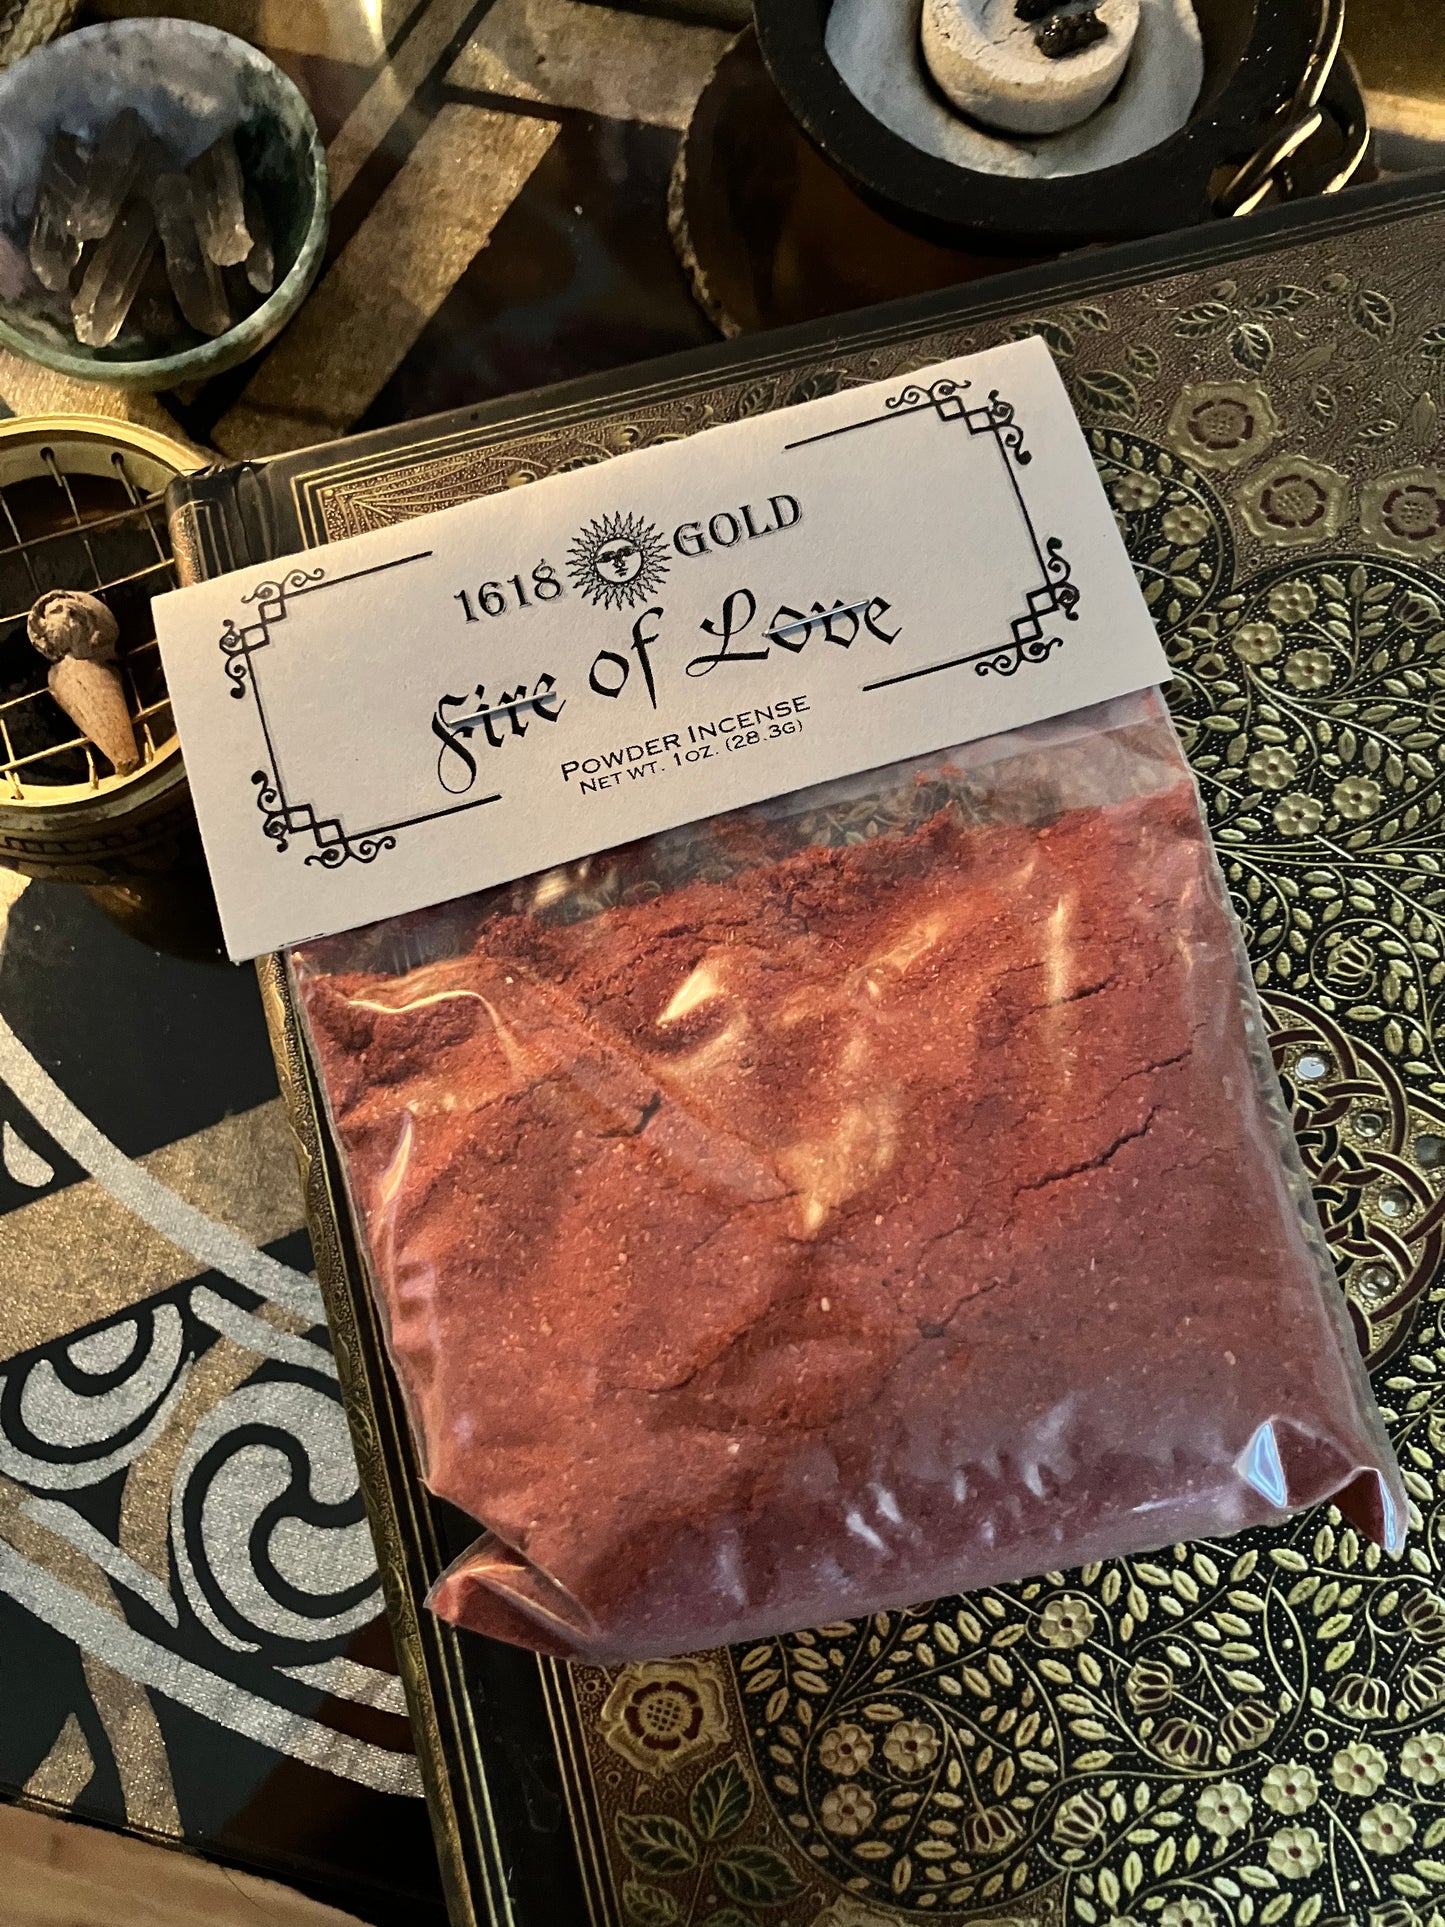 1618 GOLD
Fire of Love
POWDER INCENSE
NET WT. 1OZ. (28.3G)